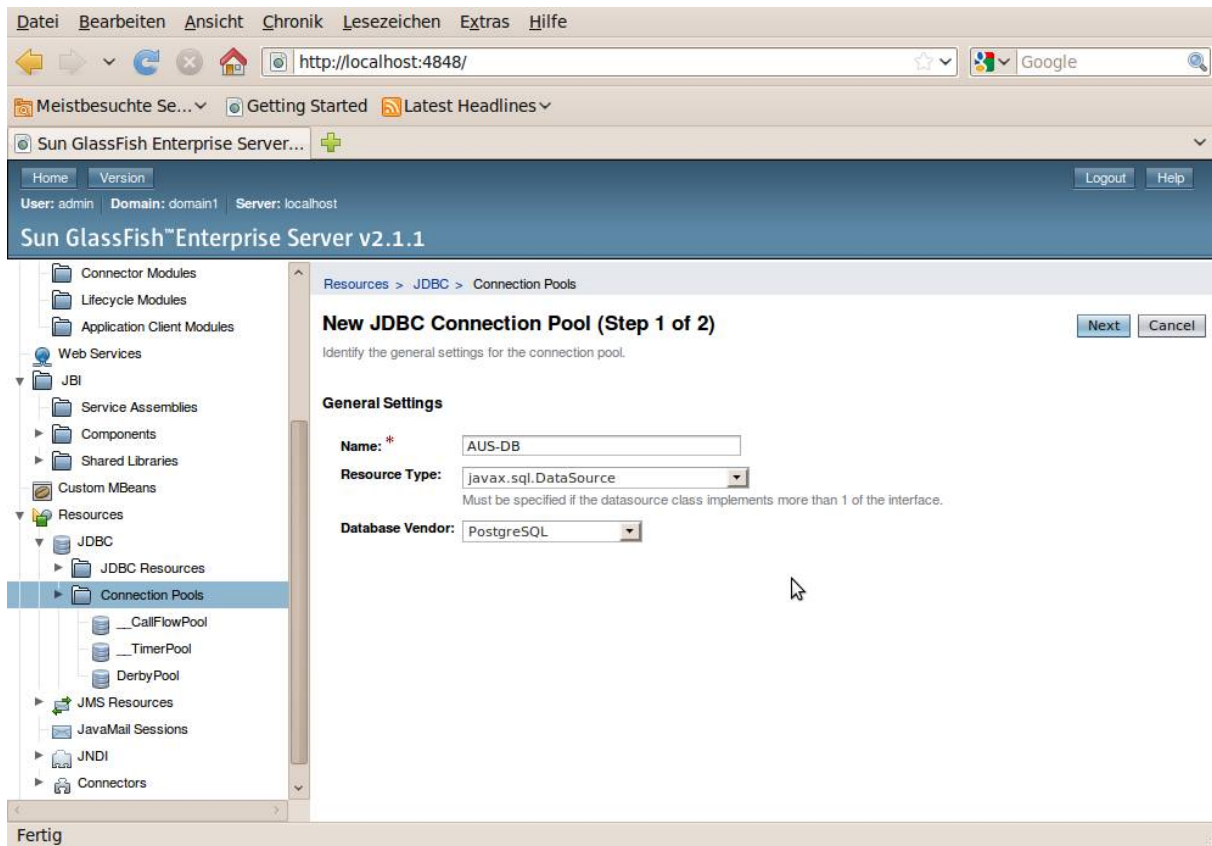 Datei Bearbeiten Ansicht Chronik Lesezeichen Extras Hilfe
http://localhost:4848/
Google
Meistbesuchte Se... Getting Started Latest Headlines
Sun GlassFish Enterprise Server...
Home Version
Logout Help
User: admin Domain: domain1 Server: localhost
Sun GlassFish™ Enterprise Server v2.1.1
Connector Modules
Lifecycle Modules
Application Client Modules
Web Services
JBI
Service Assemblies
Components
Shared Libraries
Custom MBeans
Resources
JDBC
JDBC Resources
Connection Pools
__CallFlowPool
__TimerPool
DerbyPool
JMS Resources
JavaMail Sessions
JNDI
Connectors
Resources > JDBC > Connection Pools
New JDBC Connection Pool (Step 1 of 2)
Next Cancel
Identify the general settings for the connection pool.
General Settings
Name: * AUS-DB
Resource Type: javax.sql.DataSource
Must be specified if the datasource class implements more than 1 of the interface.
Database Vendor: PostgreSQL
Fertig